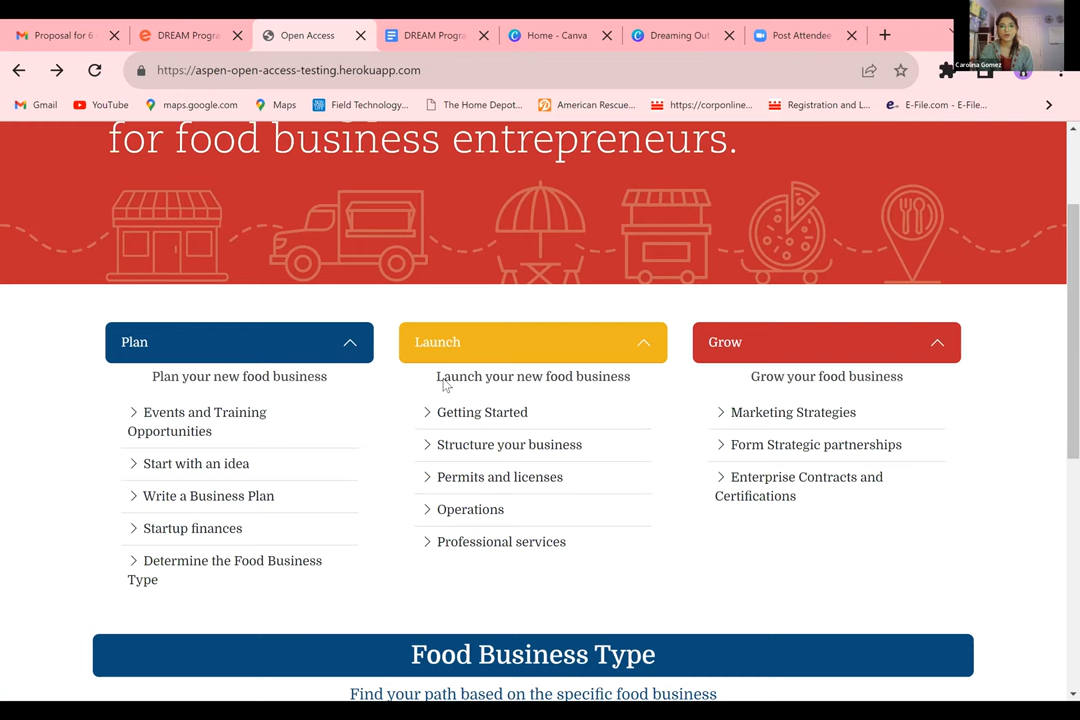 Proposal for 6
DREAM Progra
Open Access
DREAM Progra
Home - Canva
Dreaming Out
Post Attendee
https://aspen-open-access-testing.herokuapp.com
Carolina Gomez
Gmail
YouTube
maps.google.com
Maps
Field Technology...
The Home Depot...
American Rescue...
https://corponline...
Registration and L...
E-File.com - E-File...
for food business entrepreneurs.
Plan
Plan your new food business
Events and Training
Opportunities
Start with an idea
Write a Business Plan
Startup finances
Determine the Food Business
Type
Launch
Launch your new food business
Getting Started
Structure your business
Permits and licenses
Operations
Professional services
Grow
Grow your food business
Marketing Strategies
Form Strategic partnerships
Enterprise Contracts and
Certifications
Food Business Type
Find your path based on the specific food business